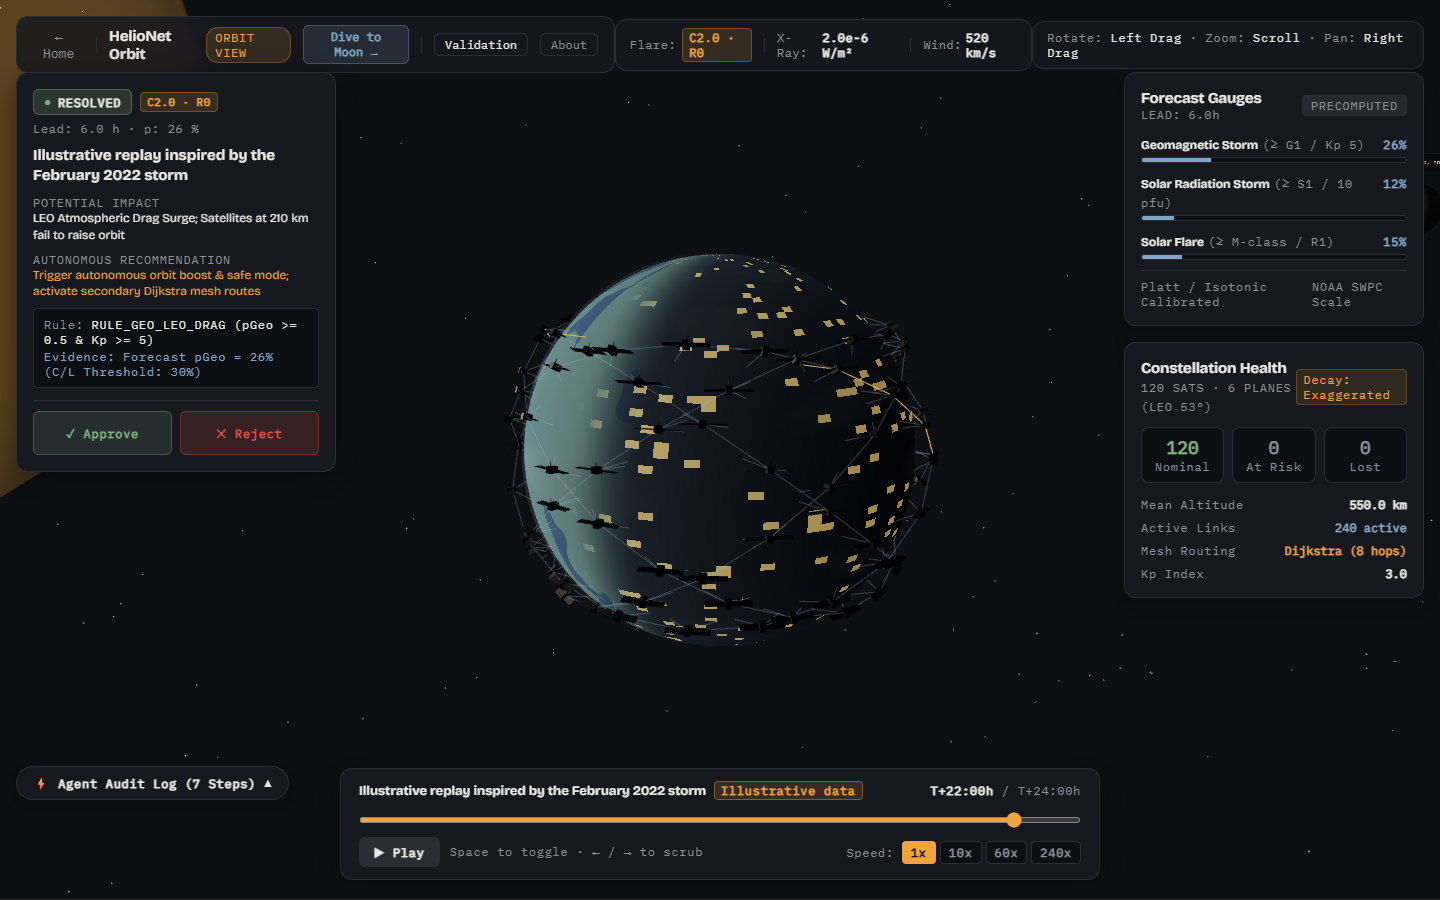 ← Home
HelioNet Orbit
ORBIT VIEW
Dive to Moon →
Validation
About
Flare: C2.0 · R0
X-Ray: 2.0e-6 W/m²
Wind: 520 km/s
Rotate: Left Drag · Zoom: Scroll · Pan: Right Drag
● RESOLVED
C2.0 · R0
Lead: 6.0 h · p: 26 %
Illustrative replay inspired by the
February 2022 storm
POTENTIAL IMPACT
LEO Atmospheric Drag Surge; Satellites at 210 km
fail to raise orbit
AUTONOMOUS RECOMMENDATION
Trigger autonomous orbit boost & safe mode;
activate secondary Dijkstra mesh routes
Rule: RULE_GEO_LEO_DRAG (pGeo >=
0.5 & Kp >= 5)
Evidence: Forecast pGeo = 26%
(C/L Threshold: 30%)
✓ Approve
✕ Reject
Forecast Gauges
LEAD: 6.0h
PRECOMPUTED
Geomagnetic Storm (≥ G1 / Kp 5) 26%
Solar Radiation Storm (≥ S1 / 10 12%
pfu)
Solar Flare (≥ M-class / R1) 15%
Platt / Isotonic
Calibrated
NOAA SWPC
Scale
Constellation Health
120 SATS · 6 PLANES
(LEO 53°)
Decay:
Exaggerated
120 Nominal
0 At Risk
0 Lost
Mean Altitude 550.0 km
Active Links 240 active
Mesh Routing Dijkstra (8 hops)
Kp Index 3.0
Agent Audit Log (7 Steps) ▲
Illustrative replay inspired by the February 2022 storm Illustrative data T+22:00h / T+24:00h
▶ Play Space to toggle · ← / → to scrub Speed: 1x 10x 60x 240x